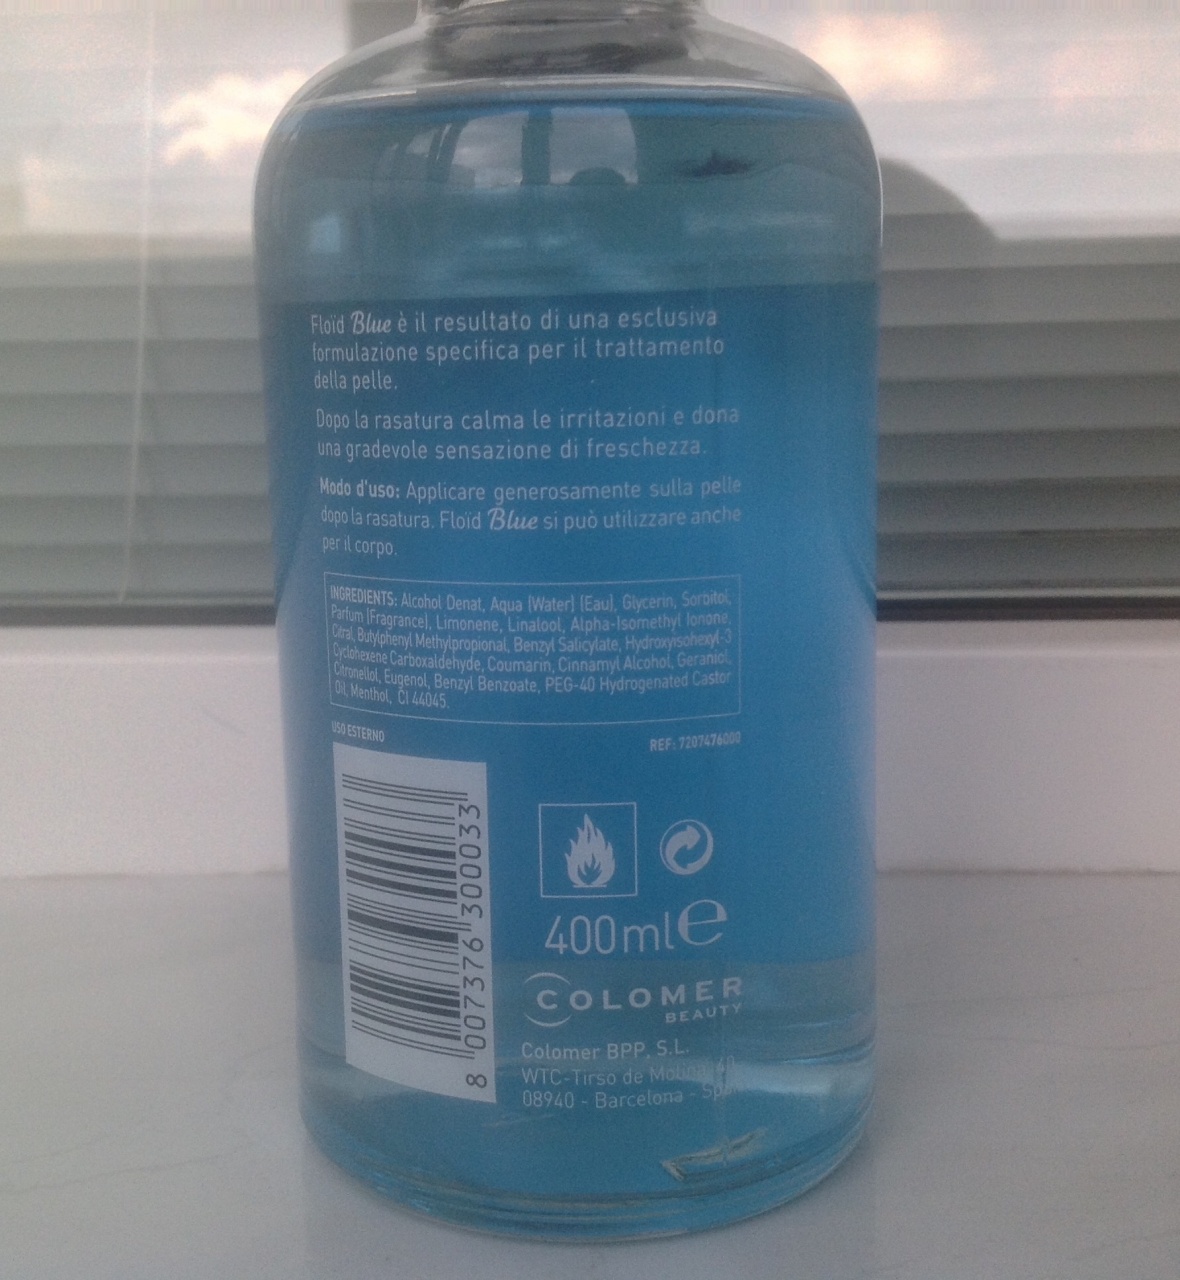 Floïd Blue è il resultato di una esclusiva
formulazione specifica per il trattamento
della pelle.
Dopo la rasatura calma le irritazioni e dona
una gradevole sensazione di freschezza.
Modo d'uso: Applicare generosamente sulla pelle
dopo la rasatura. Floïd Blue si può utilizzare anche
per il corpo.
INGREDIENTS: Alcohol Denat, Aqua (Water) (Eau), Glycerin, Sorbitol,
Parfum (Fragrance), Limonene, Linalool, Alpha-Isomethyl Ionone,
Citral, Butylphenyl Methylpropional, Benzyl Salicylate, Hydroxyisohexyl-3
Cyclohexene Carboxaldehyde, Coumarin, Cinnamyl Alcohol, Geraniol,
Citronellol, Eugenol, Benzyl Benzoate, PEG-40 Hydrogenated Castor
Oil, Menthol, CI 44045.
USO ESTERNO
REF: 7207476000
8 007376 300033
400ml e
COLOMER
BEAUTY
Colomer BPP, S.L.
WTC-Tirso de Molina,
08940 - Barcelona -